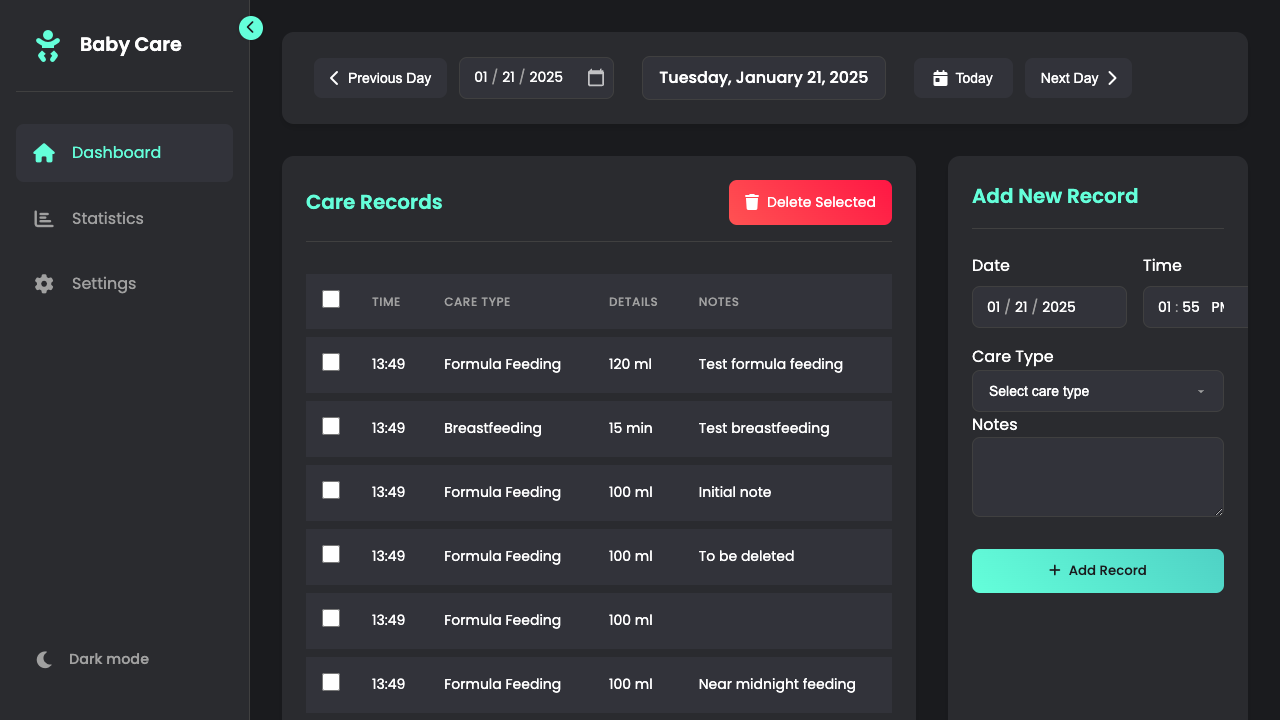 Baby Care
Dashboard
Statistics
Settings
Dark mode
Previous Day
01 / 21 / 2025
Tuesday, January 21, 2025
Today
Next Day
Care Records
Delete Selected
TIME CARE TYPE DETAILS NOTES
13:49 Formula Feeding 120 ml Test formula feeding
13:49 Breastfeeding 15 min Test breastfeeding
13:49 Formula Feeding 100 ml Initial note
13:49 Formula Feeding 100 ml To be deleted
13:49 Formula Feeding 100 ml
13:49 Formula Feeding 100 ml Near midnight feeding
Add New Record
Date Time
01 / 21 / 2025 01 : 55 PM
Care Type
Select care type
Notes
+ Add Record